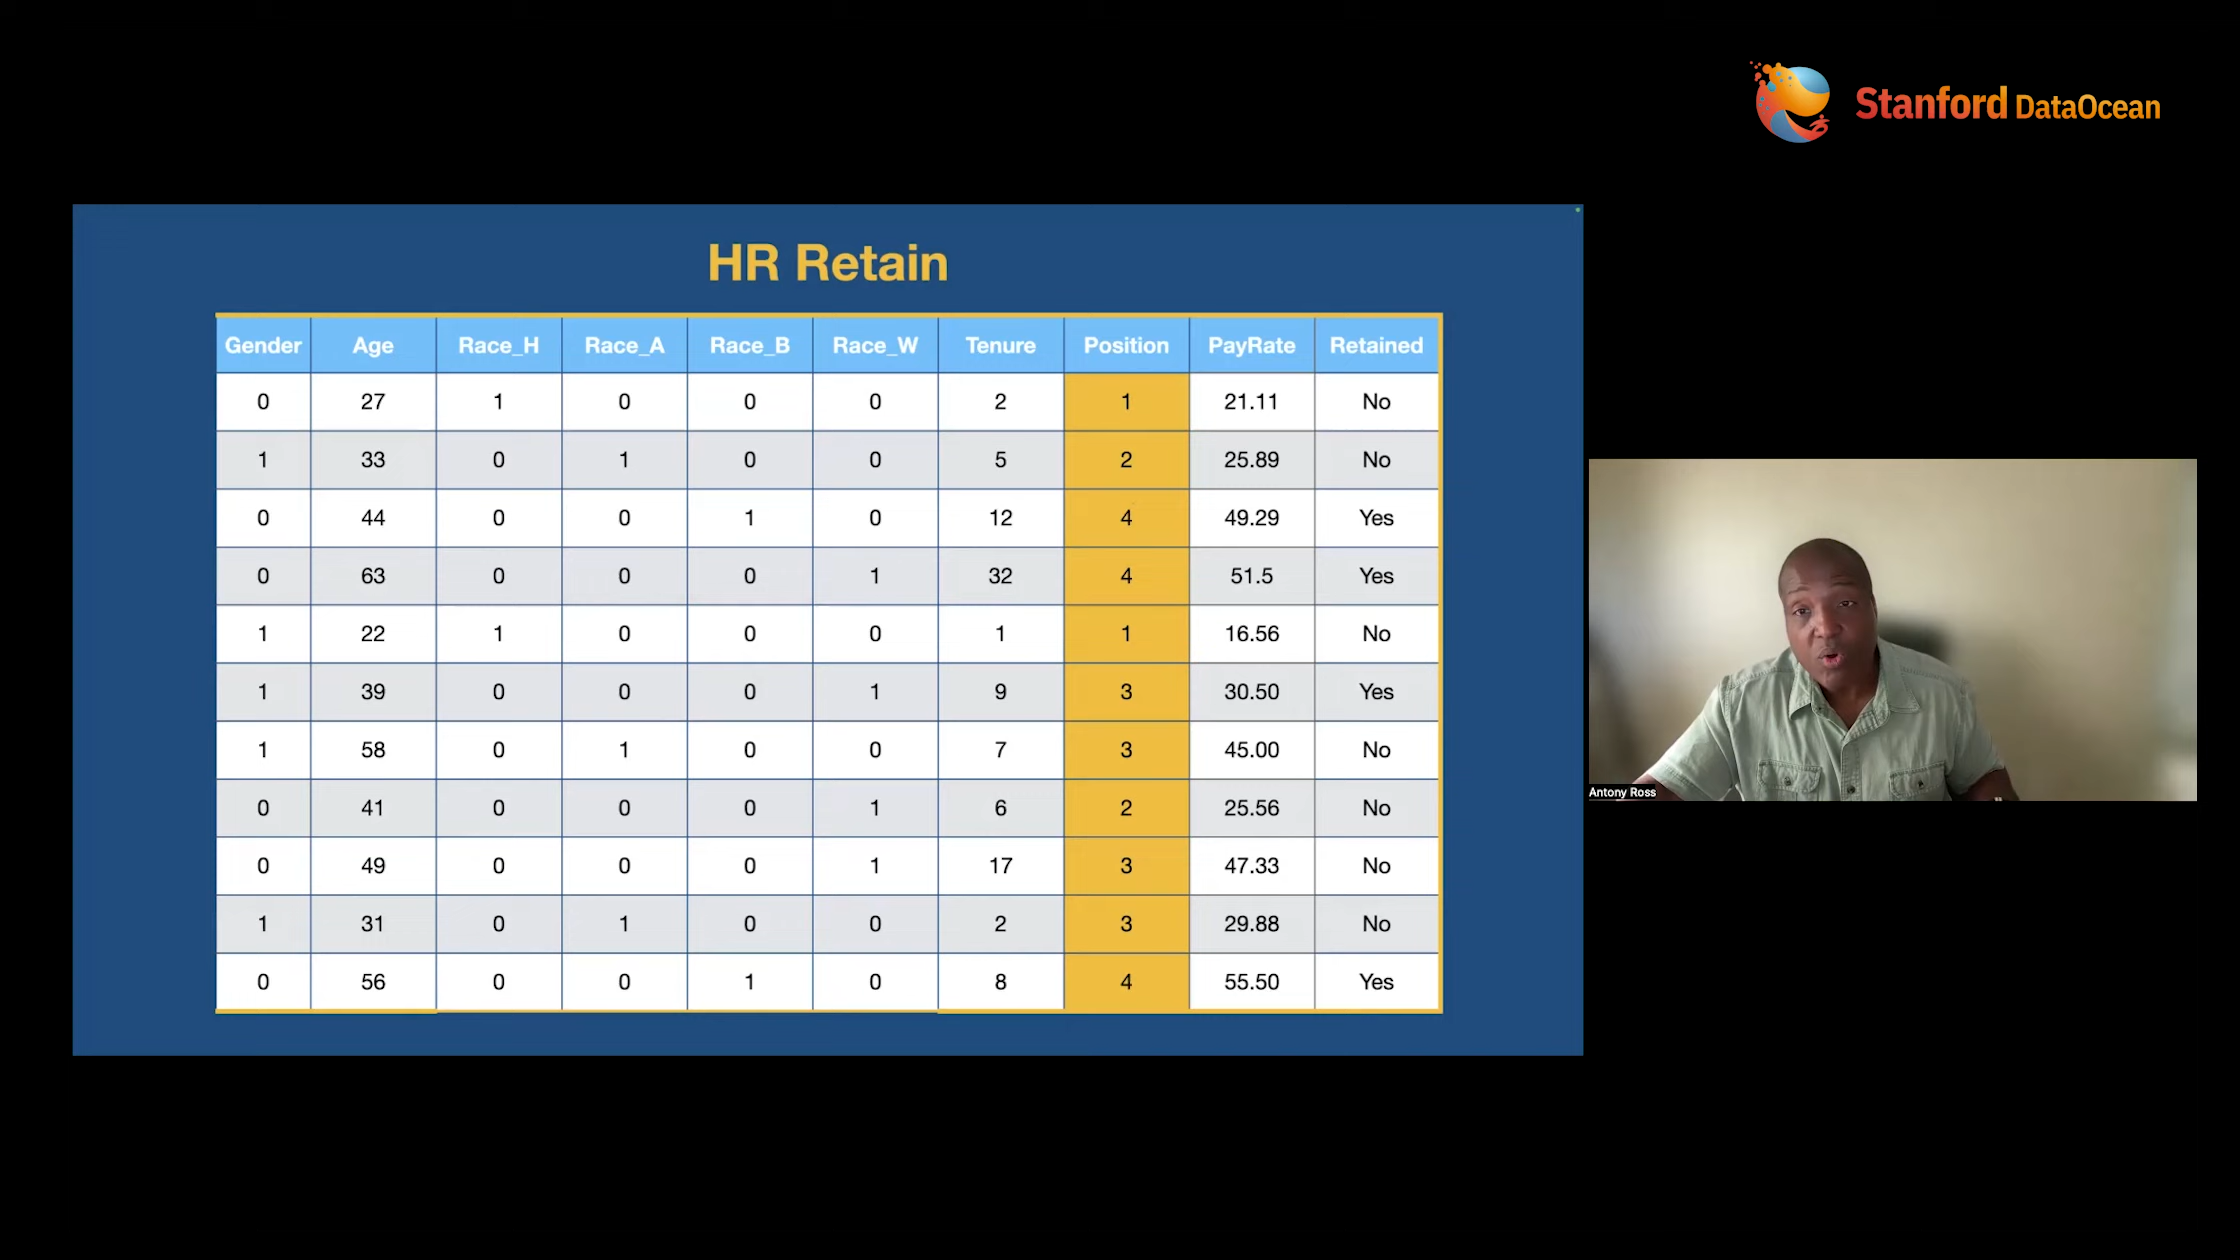 Stanford DataOcean
HR Retain
Gender Age Race_H Race_A Race_B Race_W Tenure Position PayRate Retained
0 27 1 0 0 0 2 1 21.11 No
1 33 0 1 0 0 5 2 25.89 No
0 44 0 0 1 0 12 4 49.29 Yes
0 63 0 0 0 1 32 4 51.5 Yes
1 22 1 0 0 0 1 1 16.56 No
1 39 0 0 0 1 9 3 30.50 Yes
1 58 0 1 0 0 7 3 45.00 No
0 41 0 0 0 1 6 2 25.56 No
0 49 0 0 0 1 17 3 47.33 No
1 31 0 1 0 0 2 3 29.88 No
0 56 0 0 1 0 8 4 55.50 Yes
Antony Ross